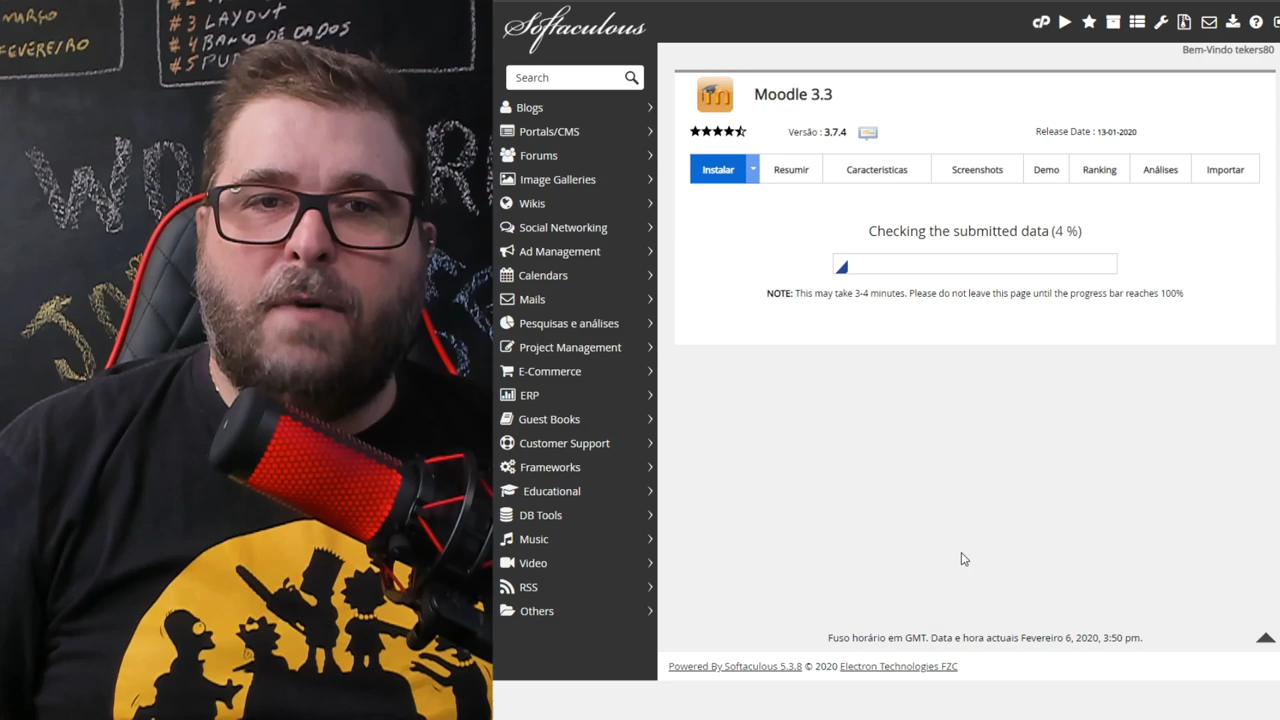 MARÇO
FEVEREIRO
#3 LAYOUT
#4 BANCO DE DADOS
#5
Softaculous
Bem-Vindo tekers80
Search
Blogs
Portals/CMS
Forums
Image Galleries
Wikis
Social Networking
Ad Management
Calendars
Mails
Pesquisas e análises
Project Management
E-Commerce
ERP
Guest Books
Customer Support
Frameworks
Educational
DB Tools
Music
Video
RSS
Others
Moodle 3.3
Versão : 3.7.4
Release Date : 13-01-2020
Instalar Resumir Caracteristicas Screenshots Demo Ranking Análises Importar
Checking the submitted data (4 %)
NOTE: This may take 3-4 minutes. Please do not leave this page until the progress bar reaches 100%
Fuso horário em GMT. Data e hora actuais Fevereiro 6, 2020, 3:50 pm.
Powered By Softaculous 5.3.8 © 2020 Electron Technologies FZC